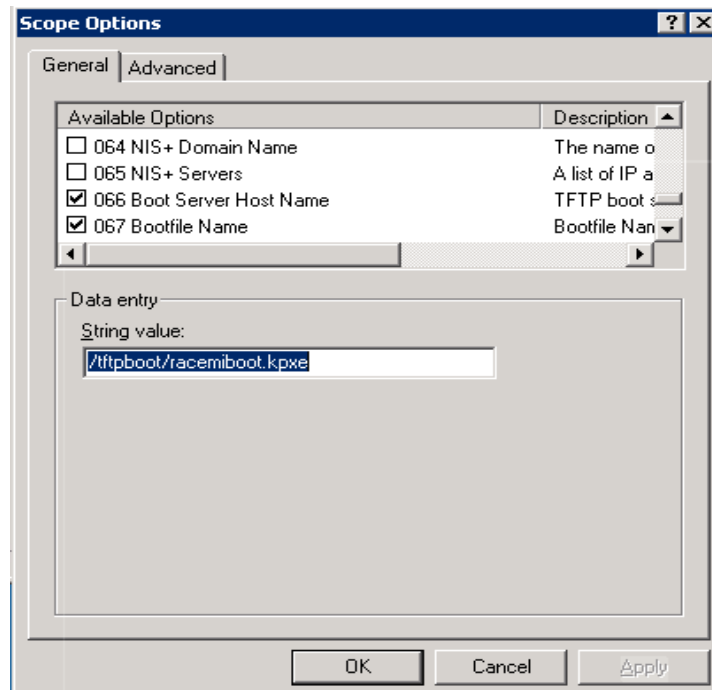 Scope Options
General Advanced
Available Options Description
064 NIS+ Domain Name The name o
065 NIS+ Servers A list of IP a
066 Boot Server Host Name TFTP boot s
067 Bootfile Name Bootfile Nan
Data entry
String value:
/tftpboot/racemiboot.kpxe
OK Cancel Apply